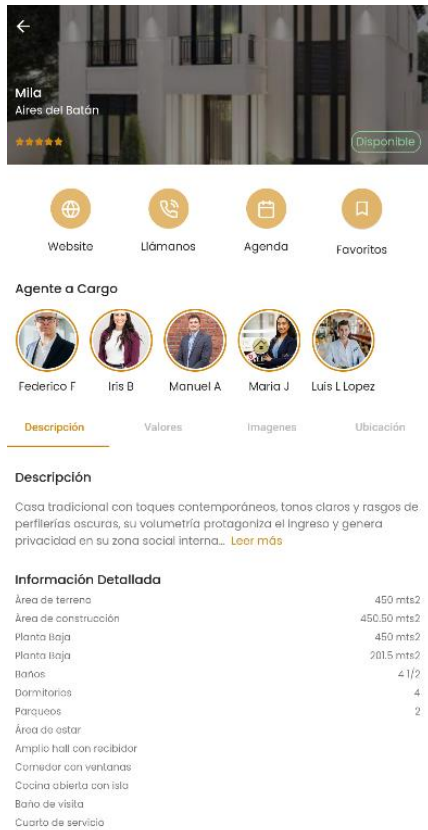 Mila
Aires del Batán
Disponible
Website
Llámanos
Agenda
Favoritos
Agente a Cargo
Federico F
Iris B
Manuel A
Maria J
Luis L Lopez
Descripción
Valores
Imagenes
Ubicación
Descripción
Casa tradicional con toques contemporáneos, tonos claros y rasgos de
perfilerías oscuras, su volumetría protagoniza el ingreso y genera
privacidad en su zona social interna... Leer más
Información Detallada
Área de terreno 450 mts2
Área de construcción 450.50 mts2
Planta Baja 450 mts2
Planta Baja 201.5 mts2
Baños 4 1/2
Dormitorios 4
Parqueos 2
Área de estar
Amplio hall con recibidor
Comedor con ventanas
Cocina abierta con isla
Baño de visita
Cuarto de servicio